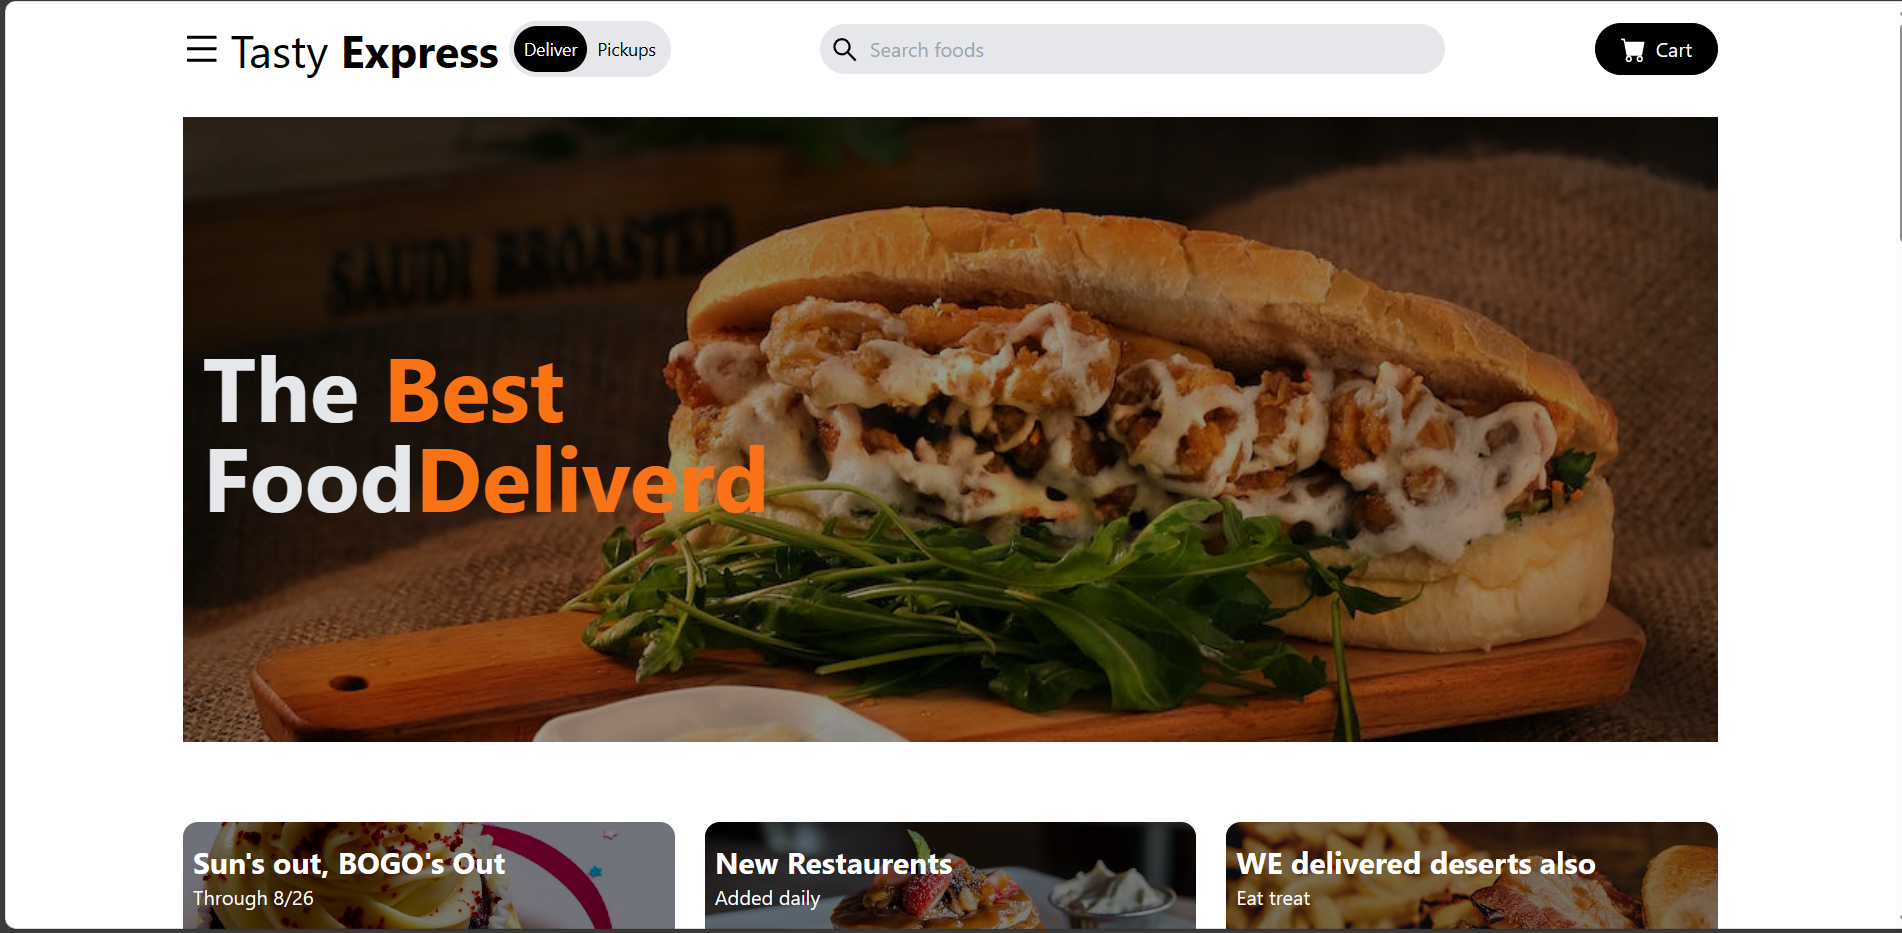 Tasty Express
Deliver
Pickups
Search foods
Cart
SAUDI BROASTED
The Best
FoodDeliverd
Sun's out, BOGO's Out
Through 8/26
New Restaurents
Added daily
WE delivered deserts also
Eat treat